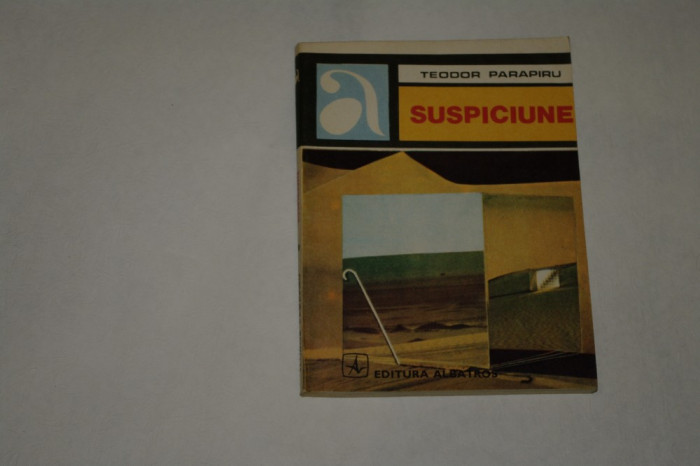 a
TEODOR PARAPIRU
SUSPICIUNE
EDITURA ALBATROS